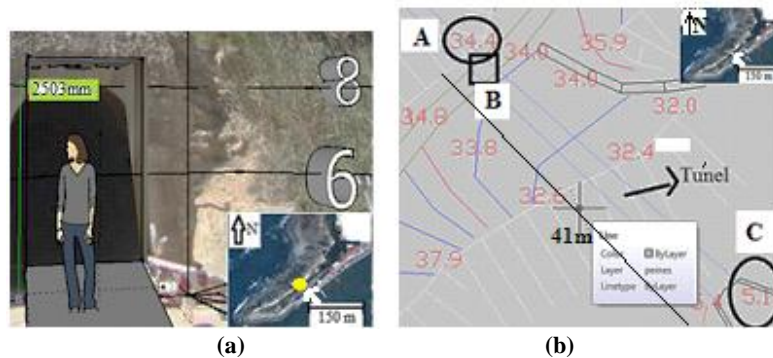 2503 mm
8
6
N
150 m
(a)
A
34.4
34.0
35.9
N
150 m
B
34.0
32.0
34.8
33.8
32.4
Tunel
32.6
41m
C
Color ByLayer
Layer peines
Linetype ByLayer
37.9
5.1
(b)